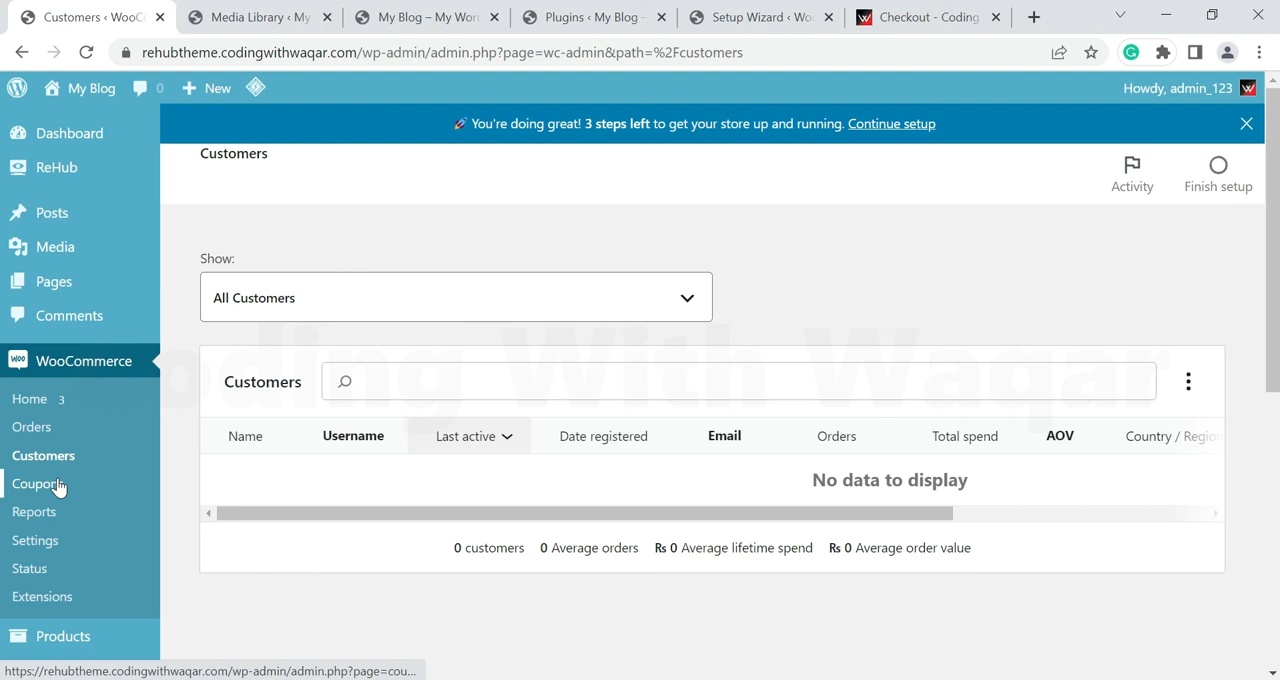 Customers ‹ WooC
Media Library ‹ My
My Blog – My Wor
Plugins ‹ My Blog -
Setup Wizard ‹ Wo
Checkout - Coding
rehubtheme.codingwithwaqar.com/wp-admin/admin.php?page=wc-admin&path=%2Fcustomers
My Blog 0 New
Howdy, admin_123
🚀 You're doing great! 3 steps left to get your store up and running. Continue setup
Dashboard
ReHub
Posts
Media
Pages
Comments
WooCommerce
Home 3
Orders
Customers
Coupon
Reports
Settings
Status
Extensions
Products
Customers
Activity
Finish setup
Show:
All Customers
Coding With Waqar
Customers
Name Username Last active Date registered Email Orders Total spend AOV Country / Region
No data to display
0 customers 0 Average orders Rs 0 Average lifetime spend Rs 0 Average order value
https://rehubtheme.codingwithwaqar.com/wp-admin/admin.php?page=cou...